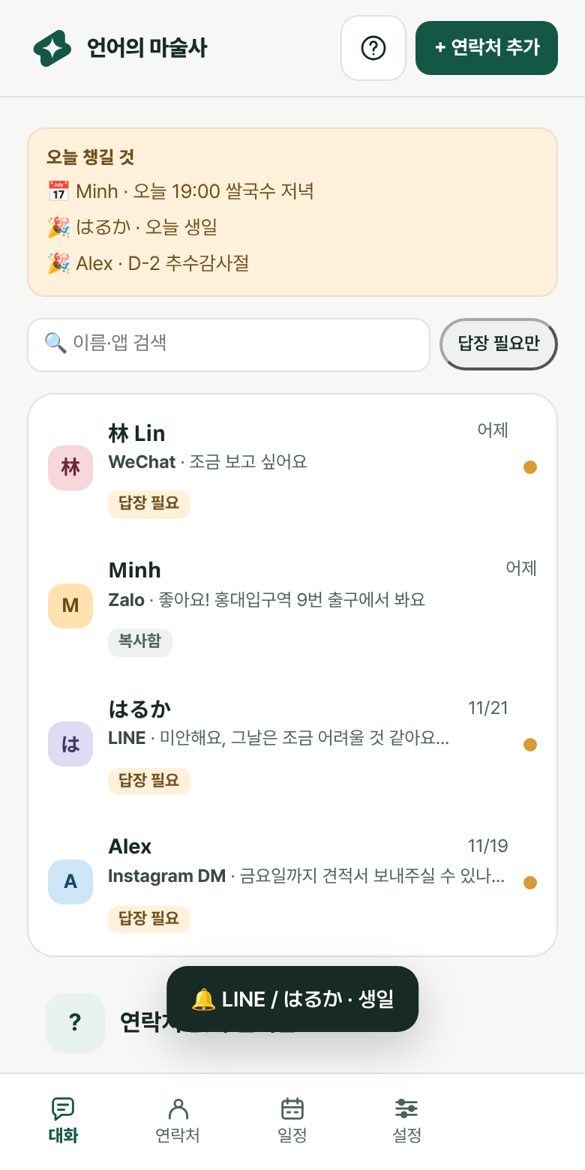 언어의 마술사
+ 연락처 추가
오늘 챙길 것
Minh · 오늘 19:00 쌀국수 저녁
はるか · 오늘 생일
Alex · D-2 추수감사절
이름·앱 검색
답장 필요만
林
林 Lin
어제
WeChat · 조금 보고 싶어요
답장 필요
M
Minh
어제
Zalo · 좋아요! 홍대입구역 9번 출구에서 봐요
복사함
は
はるか
11/21
LINE · 미안해요, 그날은 조금 어려울 것 같아요...
답장 필요
A
Alex
11/19
Instagram DM · 금요일까지 견적서 보내주실 수 있나...
답장 필요
🔔 LINE / はるか · 생일
?
대화
연락처
일정
설정